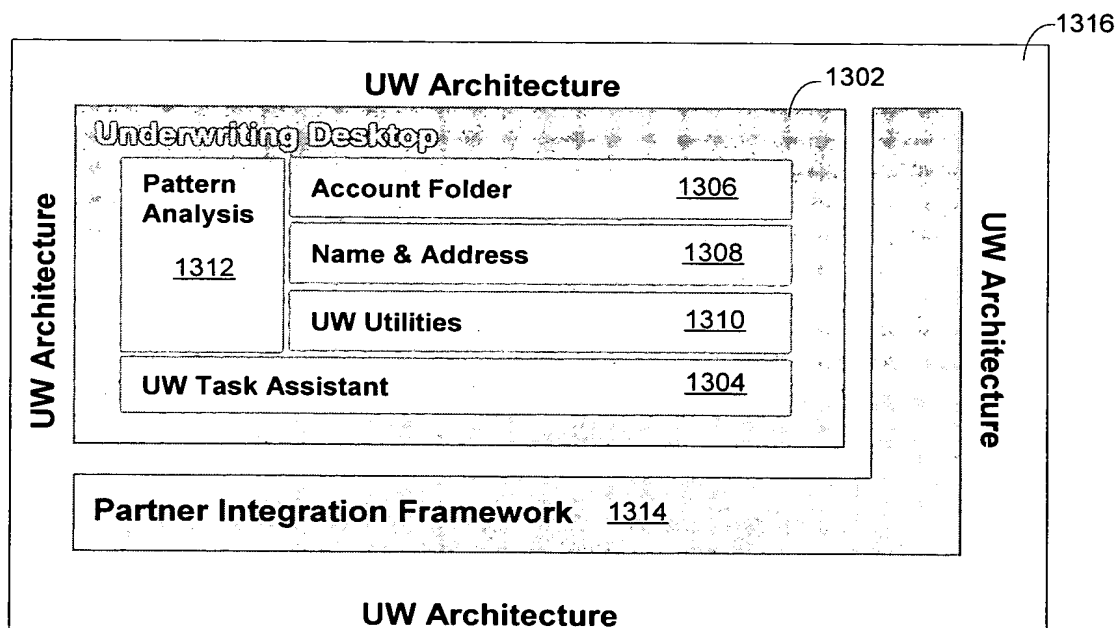 1316
UW Architecture
1302
Underwriting Desktop
Pattern
Analysis
1312
Account Folder 1306
Name & Address 1308
UW Utilities 1310
UW Task Assistant 1304
UW Architecture
UW Architecture
Partner Integration Framework 1314
UW Architecture